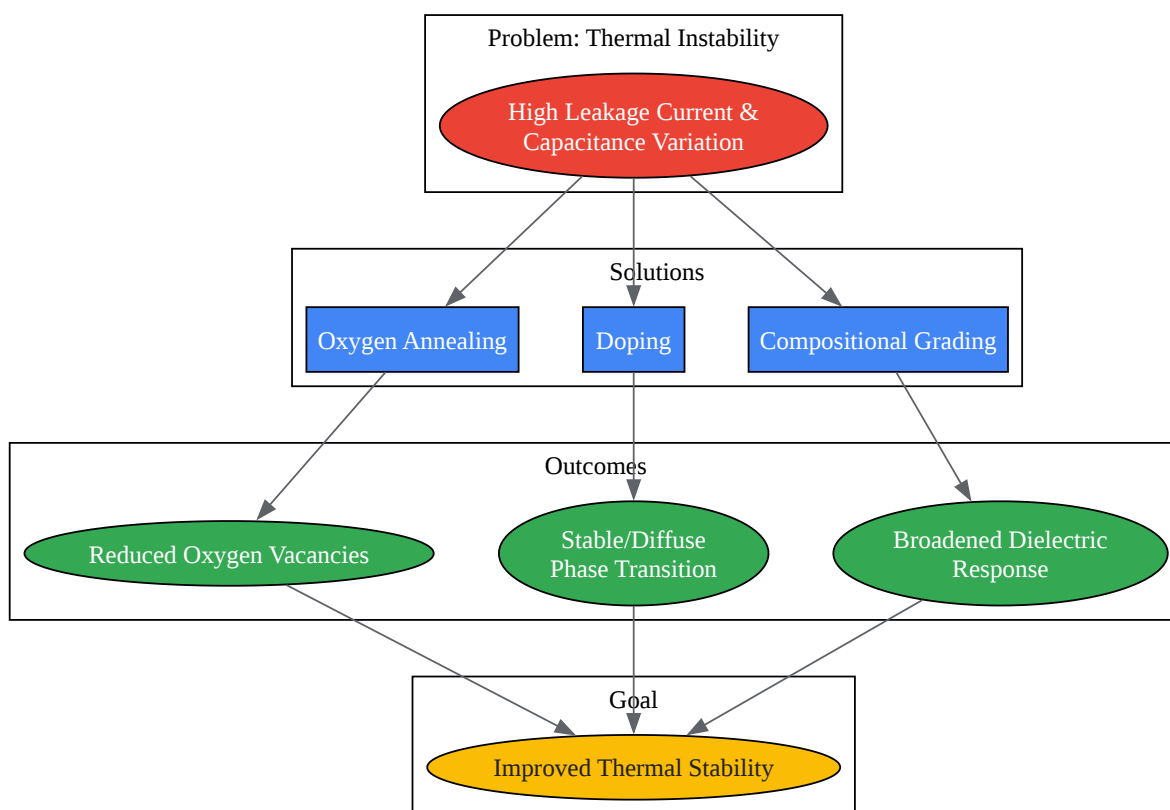 Problem: Thermal Instability
High Leakage Current &
Capacitance Variation
Solutions
Oxygen Annealing
Doping
Compositional Grading
Outcomes
Reduced Oxygen Vacancies
Stable/Diffuse
Phase Transition
Broadened Dielectric
Response
Goal
Improved Thermal Stability